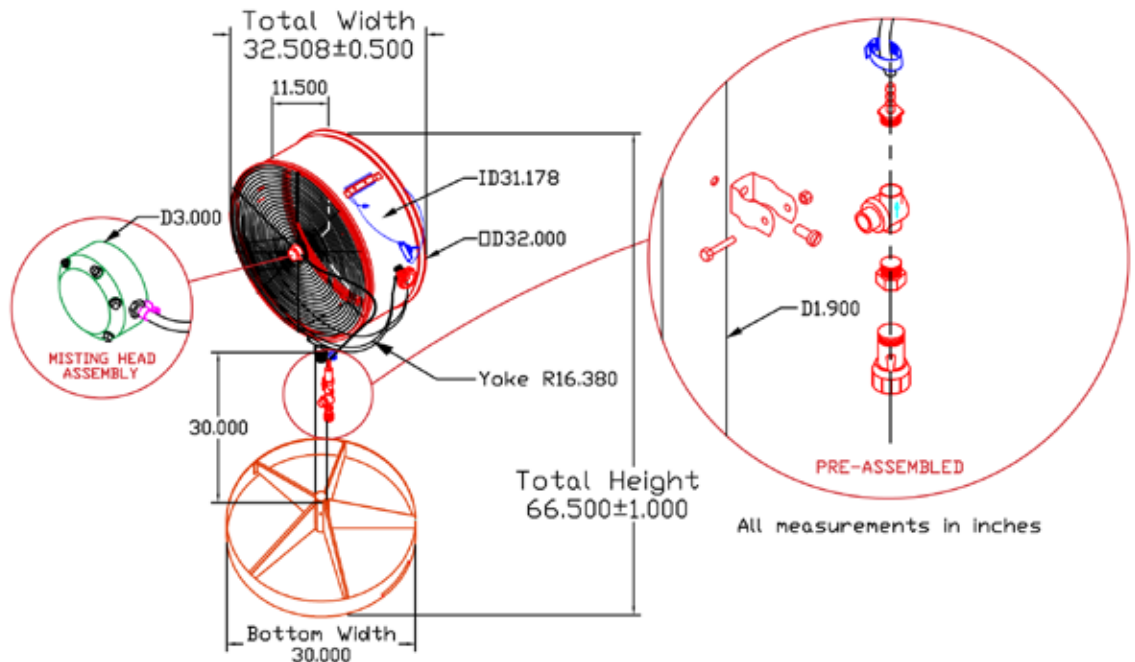 Total Width
32.508±0.500
11.500
ID31.178
D3.000
□D32.000
MISTING HEAD
ASSEMBLY
Yoke R16.380
30.000
Total Height
66.500±1.000
Bottom Width
30.000
D1.900
PRE-ASSEMBLED
All measurements in inches